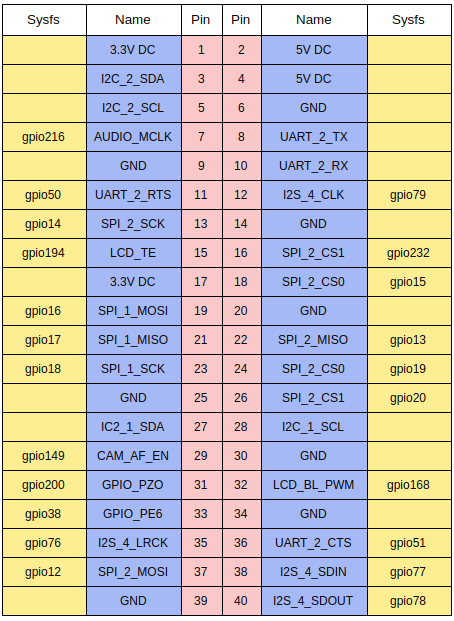 Sysfs Name Pin Pin Name Sysfs
3.3V DC 1 2 5V DC
I2C_2_SDA 3 4 5V DC
I2C_2_SCL 5 6 GND
gpio216 AUDIO_MCLK 7 8 UART_2_TX
GND 9 10 UART_2_RX
gpio50 UART_2_RTS 11 12 I2S_4_CLK gpio79
gpio14 SPI_2_SCK 13 14 GND
gpio194 LCD_TE 15 16 SPI_2_CS1 gpio232
3.3V DC 17 18 SPI_2_CS0 gpio15
gpio16 SPI_1_MOSI 19 20 GND
gpio17 SPI_1_MISO 21 22 SPI_2_MISO gpio13
gpio18 SPI_1_SCK 23 24 SPI_2_CS0 gpio19
GND 25 26 SPI_2_CS1 gpio20
IC2_1_SDA 27 28 I2C_1_SCL
gpio149 CAM_AF_EN 29 30 GND
gpio200 GPIO_PZO 31 32 LCD_BL_PWM gpio168
gpio38 GPIO_PE6 33 34 GND
gpio76 I2S_4_LRCK 35 36 UART_2_CTS gpio51
gpio12 SPI_2_MOSI 37 38 I2S_4_SDIN gpio77
GND 39 40 I2S_4_SDOUT gpio78